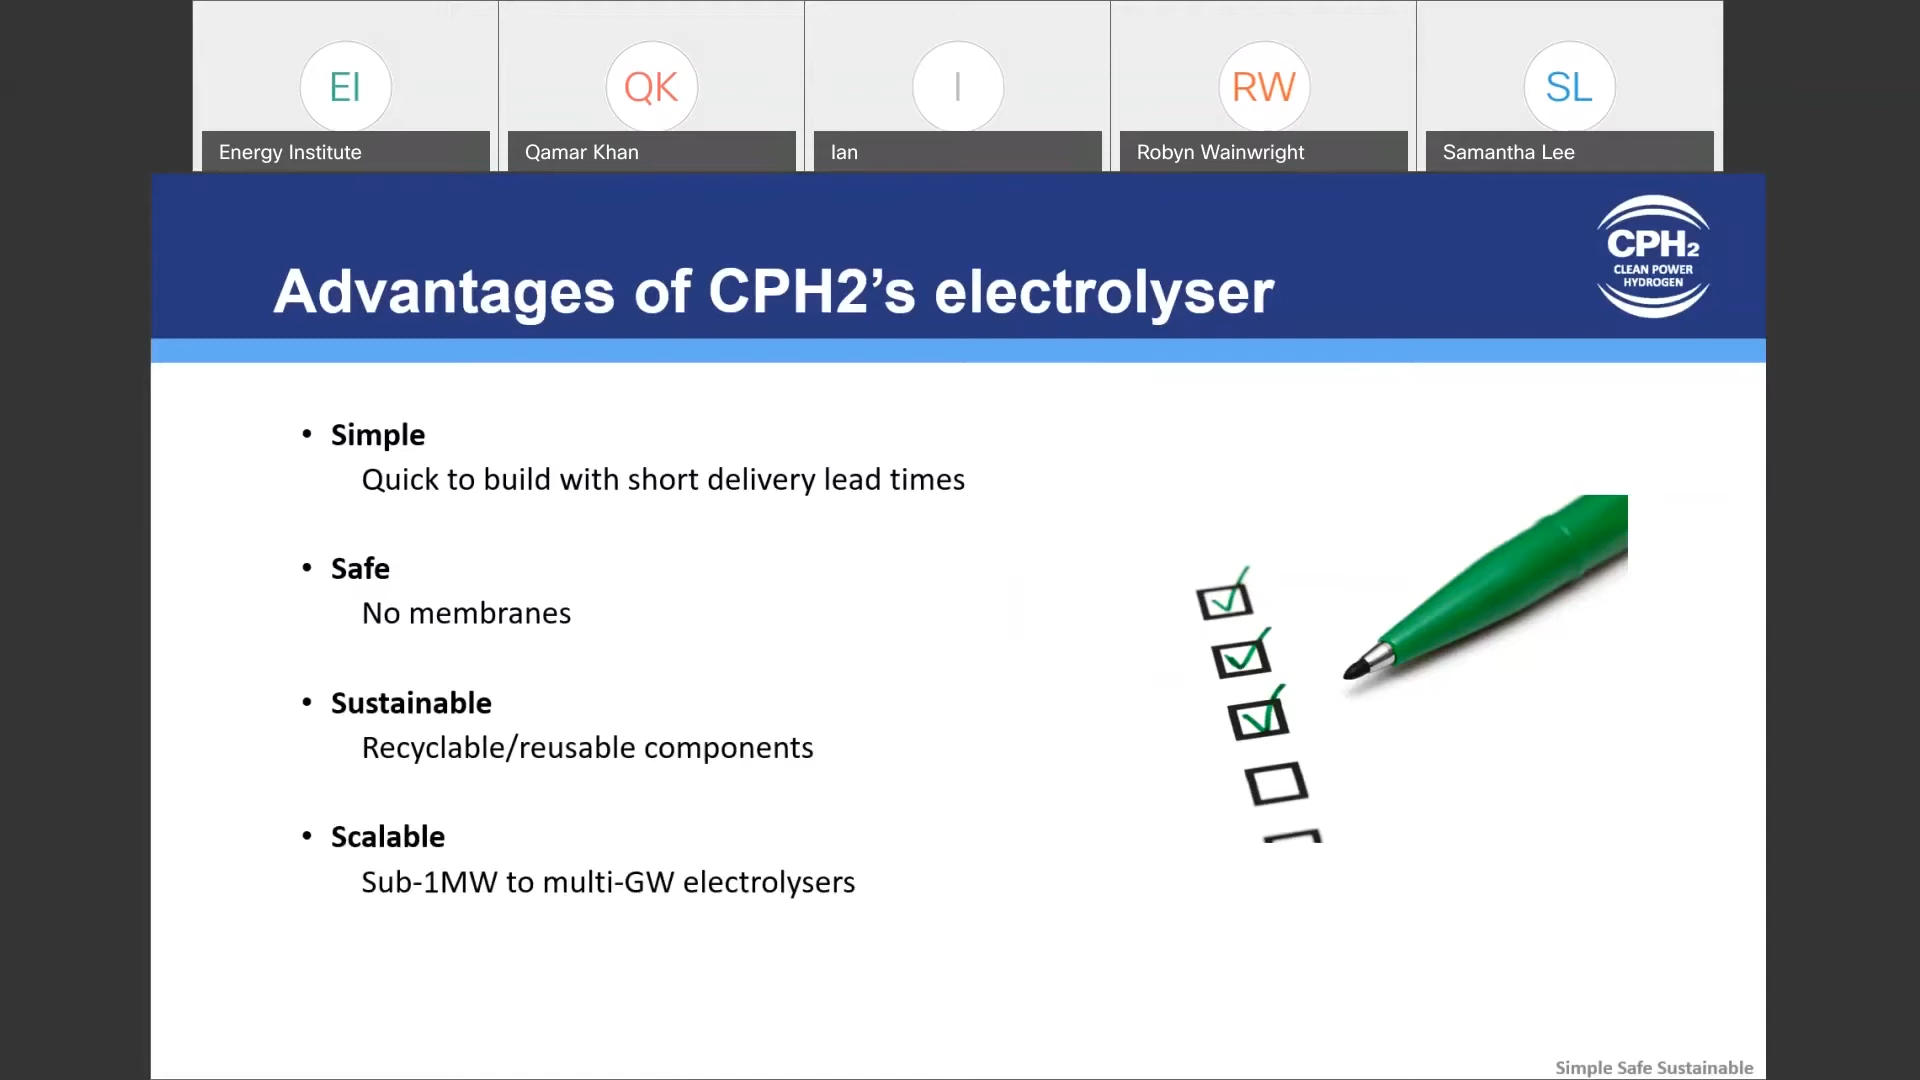 EI
QK
I
RW
SL
Energy Institute
Qamar Khan
Ian
Robyn Wainwright
Samantha Lee
CPH2
CLEAN POWER
HYDROGEN
Advantages of CPH2’s electrolyser
• Simple
Quick to build with short delivery lead times
• Safe
No membranes
• Sustainable
Recyclable/reusable components
• Scalable
Sub-1MW to multi-GW electrolysers
Simple Safe Sustainable